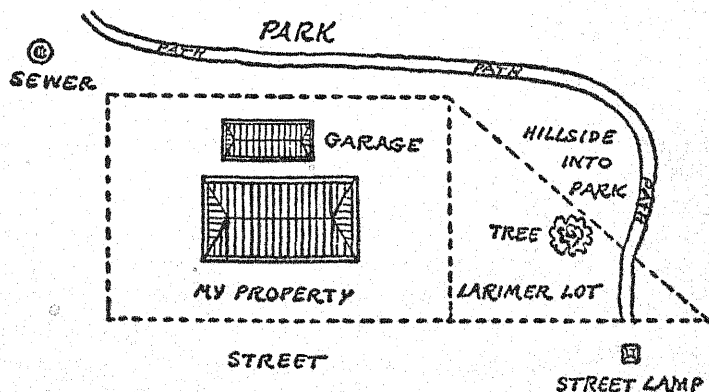 PARK
PATH
PATH
SEWER
HILLSIDE
INTO
PARK
GARAGE
PATH
TREE
MY PROPERTY
LARIMER LOT
STREET
STREET LAMP